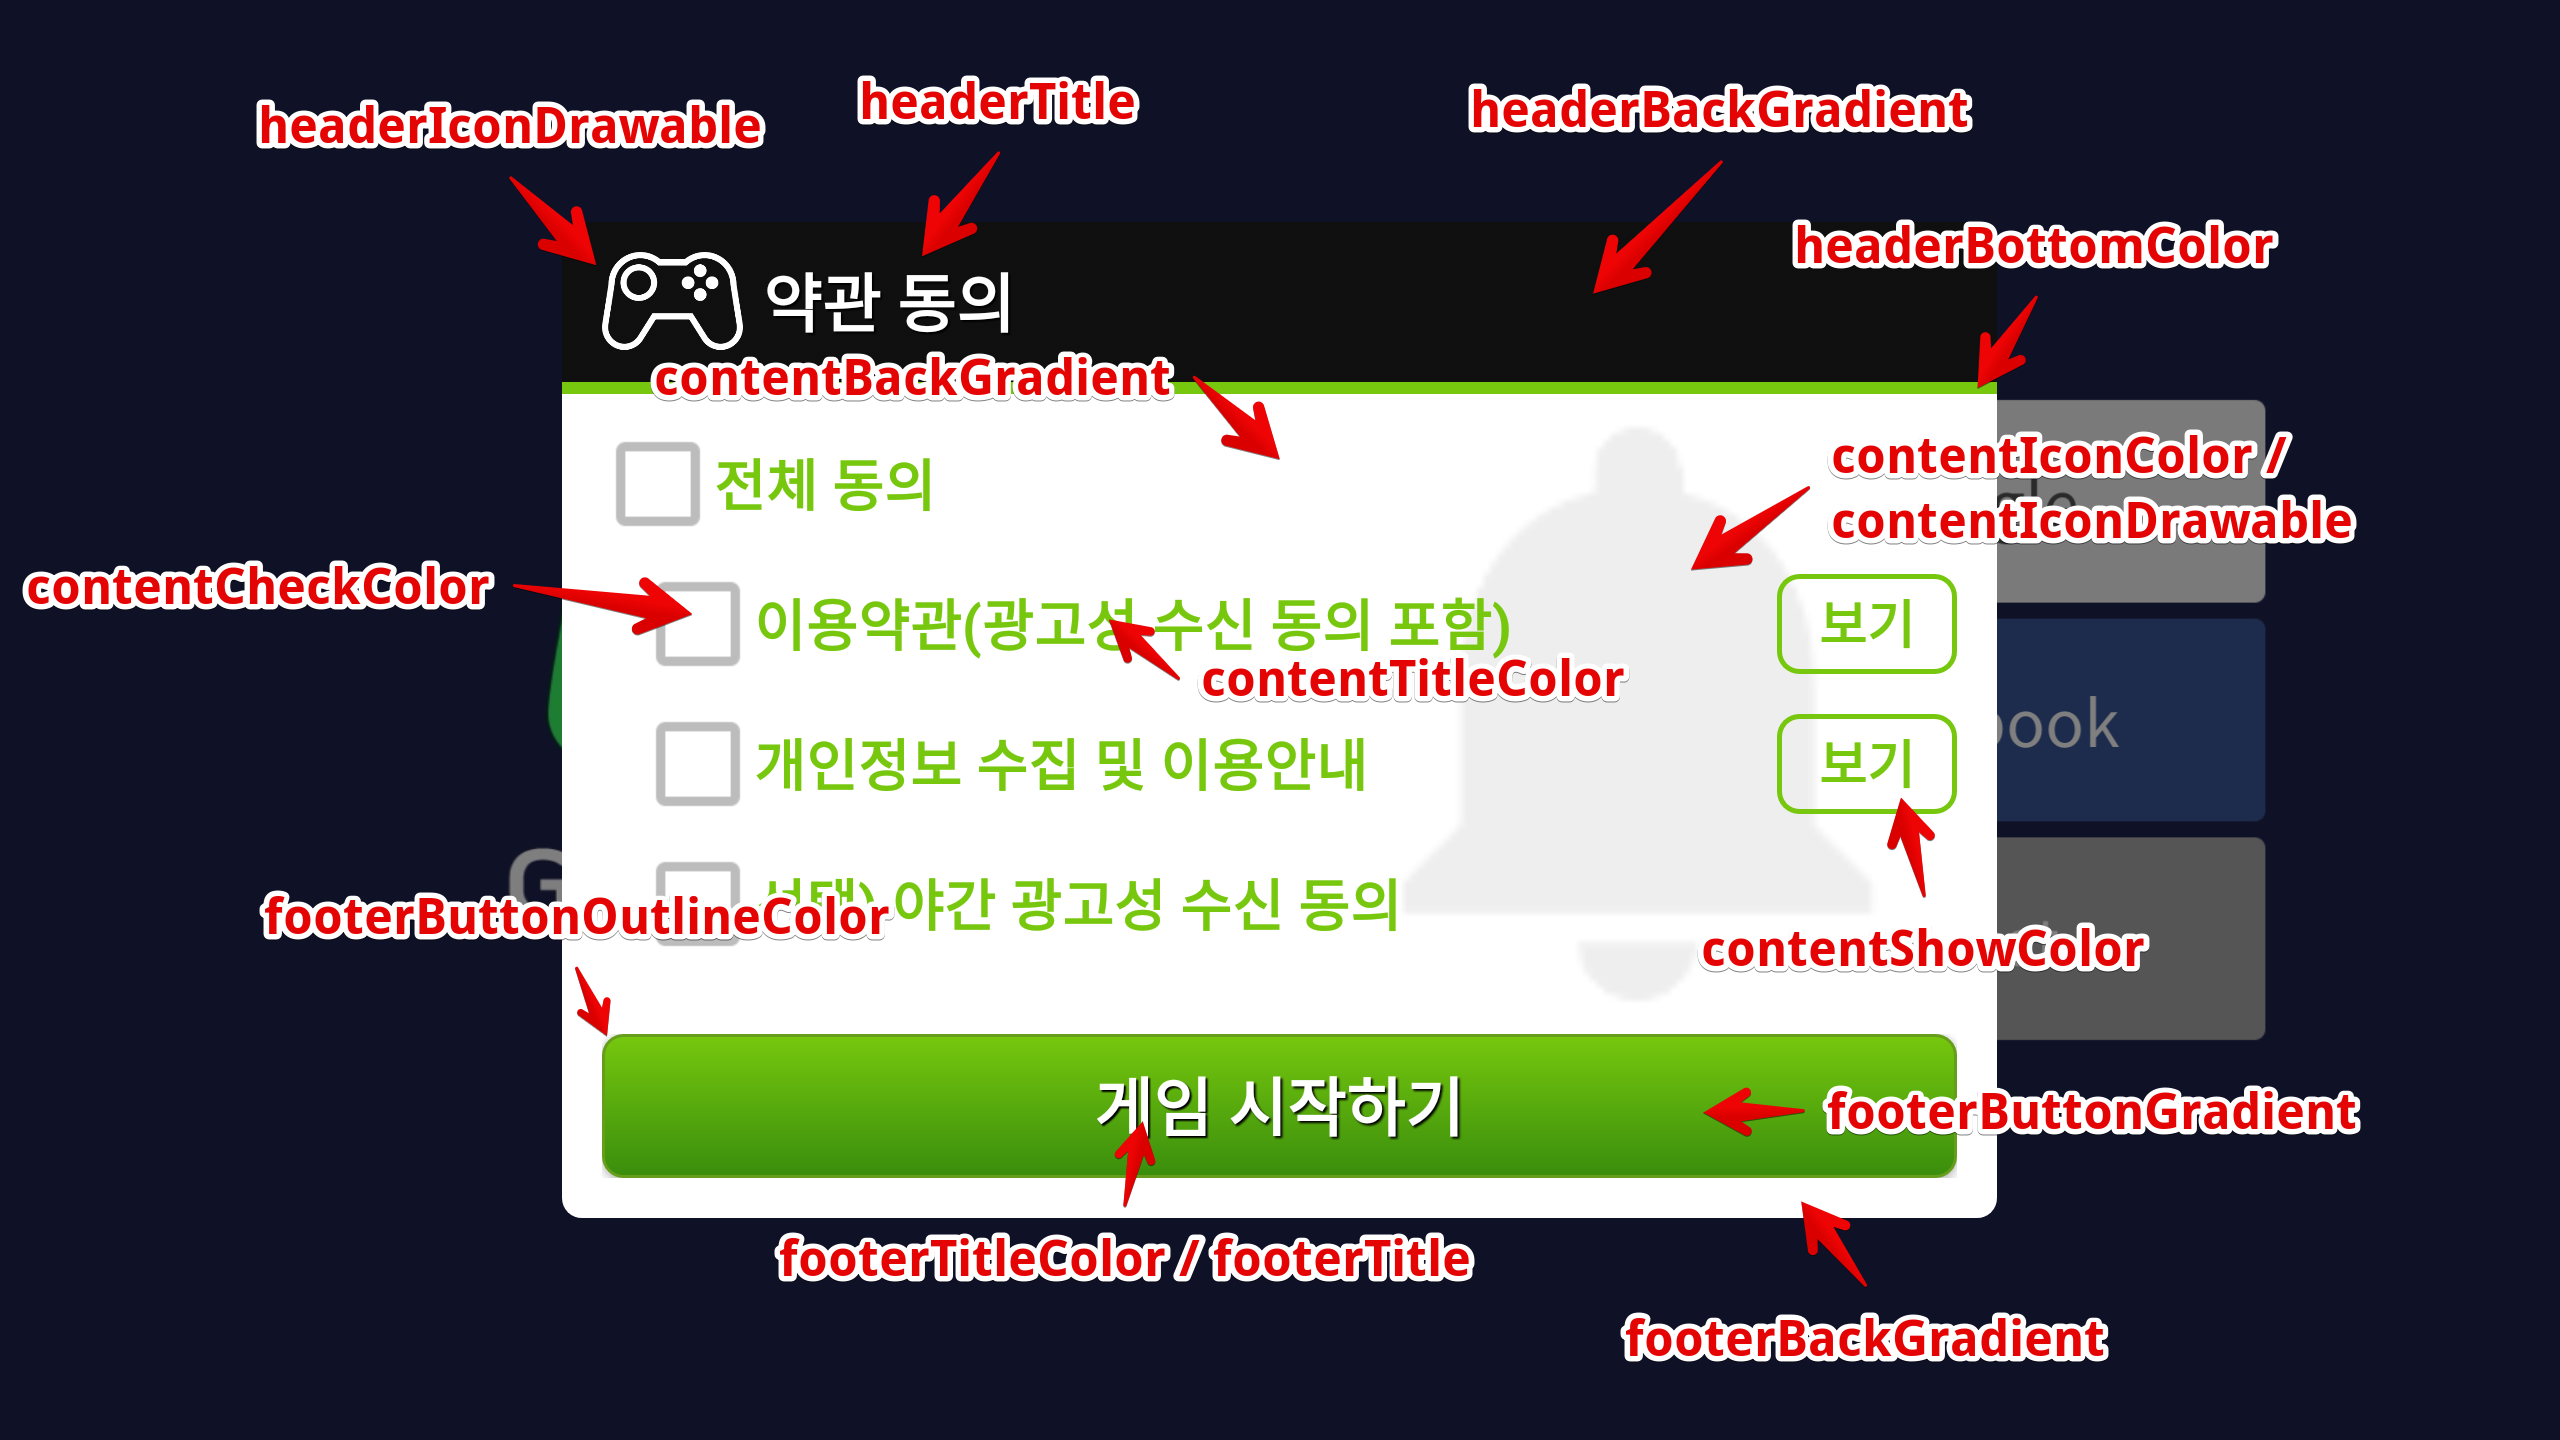 headerTitle
headerBackGradient
headerIconDrawable
headerBottomColor
약관 동의
contentBackGradient
contentIconColor /
contentIconDrawable
전체 동의
contentCheckColor
이용약관(광고성 수신 동의 포함)
보기
contentTitleColor
개인정보 수집 및 이용안내
보기
book
G
야간 광고성 수신 동의
footerButtonOutlineColor
contentShowColor
게임 시작하기
footerButtonGradient
footerTitleColor / footerTitle
footerBackGradient